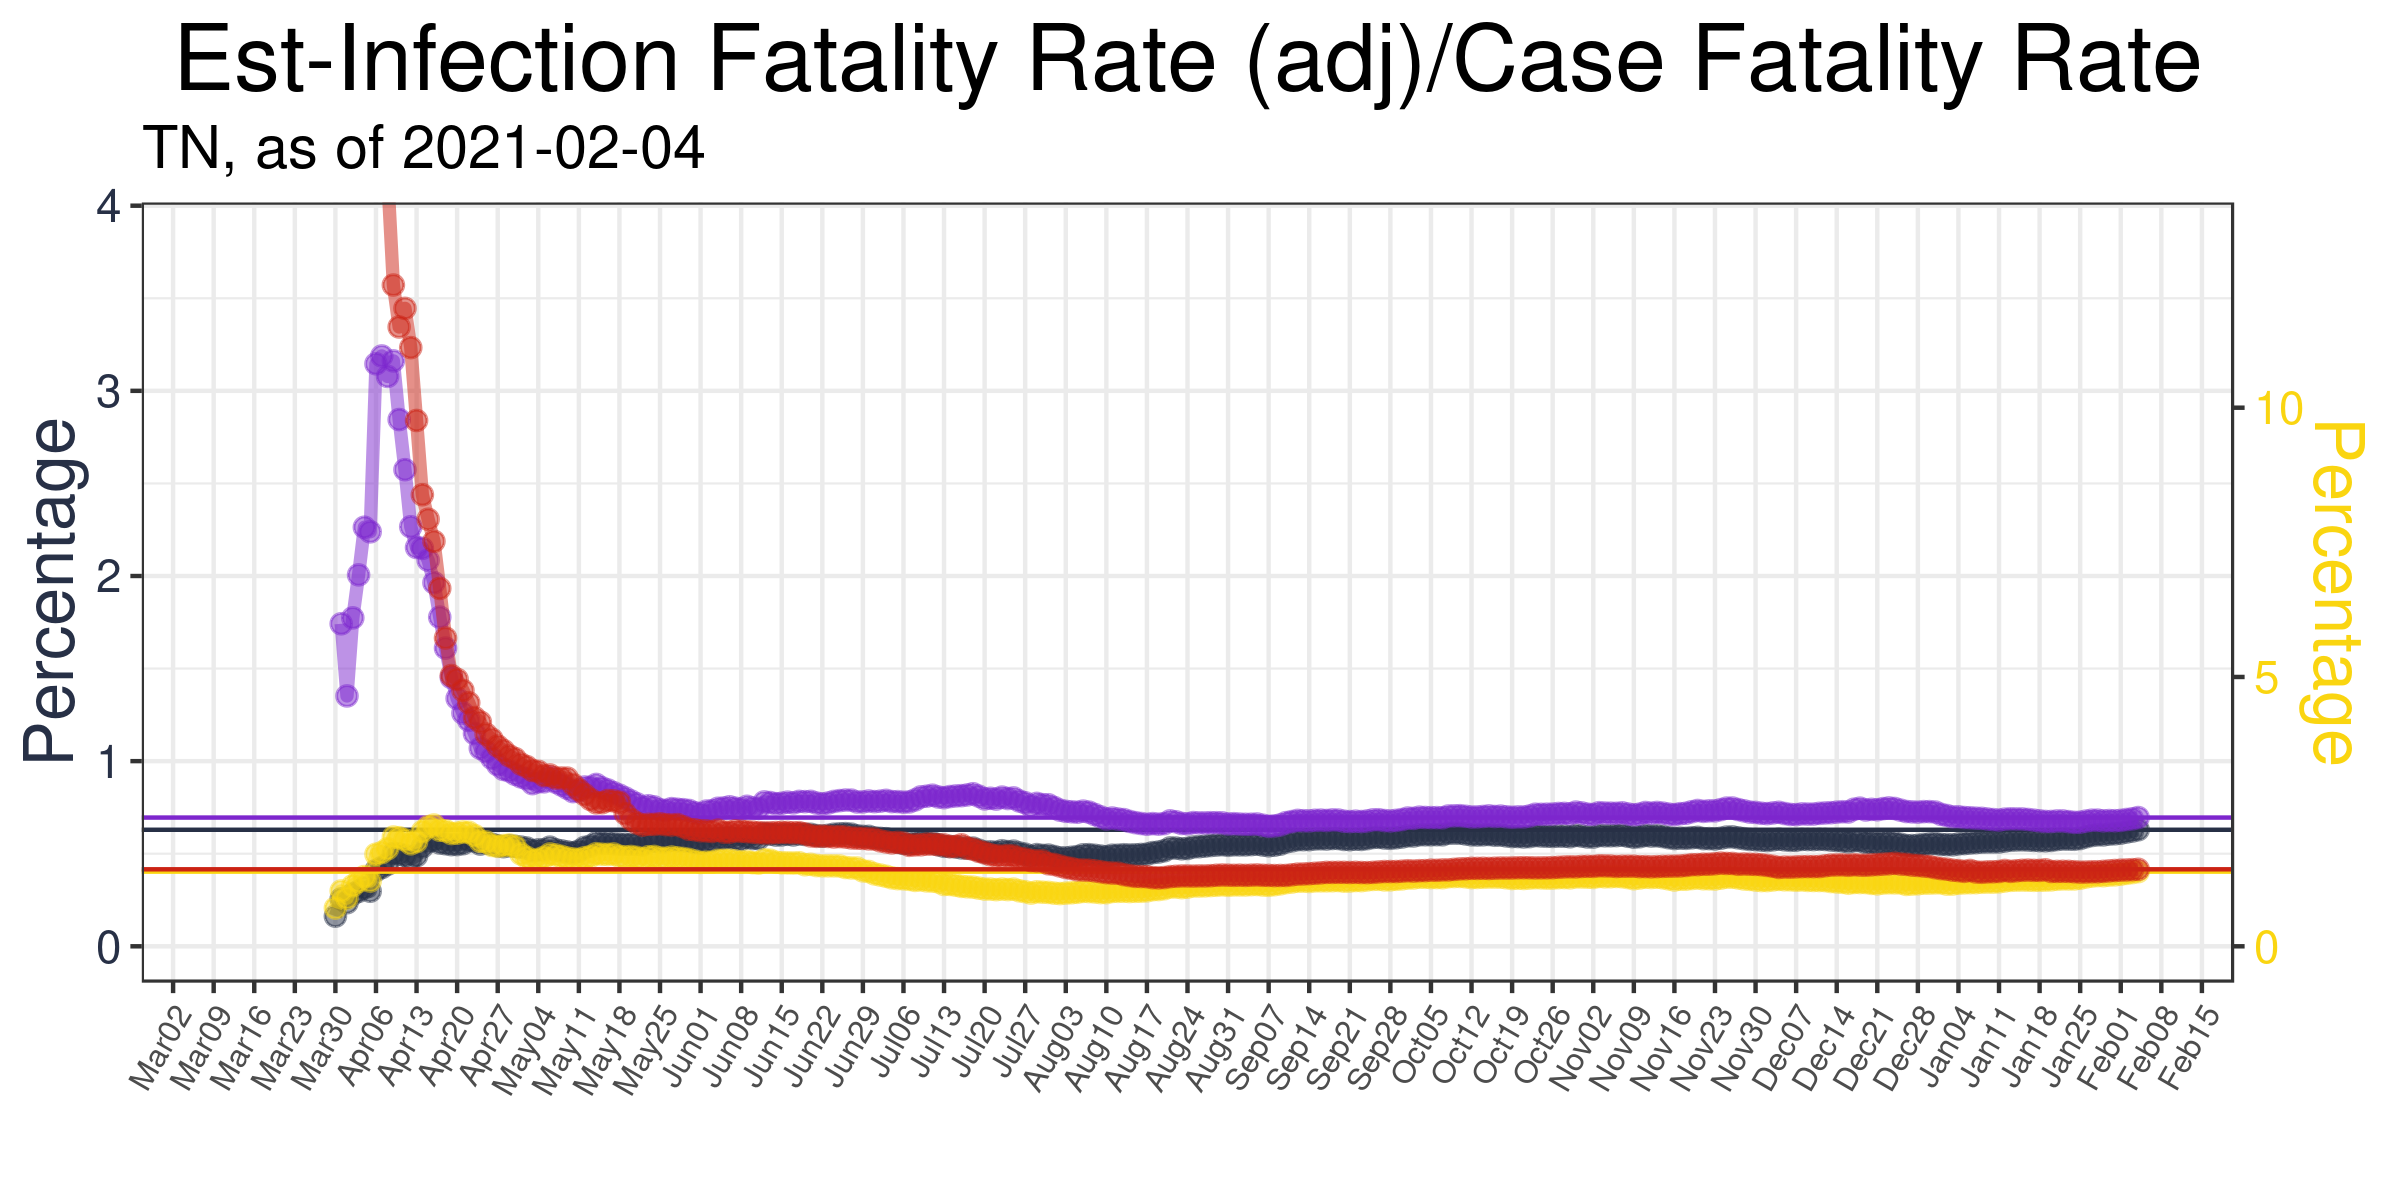 Est-Infection Fatality Rate (adj)/Case Fatality Rate
TN, as of 2021-02-04
Percentage
4
3
2
1
0
10
5
0
Percentage
Mar02
Mar09
Mar16
Mar23
Mar30
Apr06
Apr13
Apr20
Apr27
May04
May11
May18
May25
Jun01
Jun08
Jun15
Jun22
Jun29
Jul06
Jul13
Jul20
Jul27
Aug03
Aug10
Aug17
Aug24
Aug31
Sep07
Sep14
Sep21
Sep28
Oct05
Oct12
Oct19
Oct26
Nov02
Nov09
Nov16
Nov23
Nov30
Dec07
Dec14
Dec21
Dec28
Jan04
Jan11
Jan18
Jan25
Feb01
Feb08
Feb15